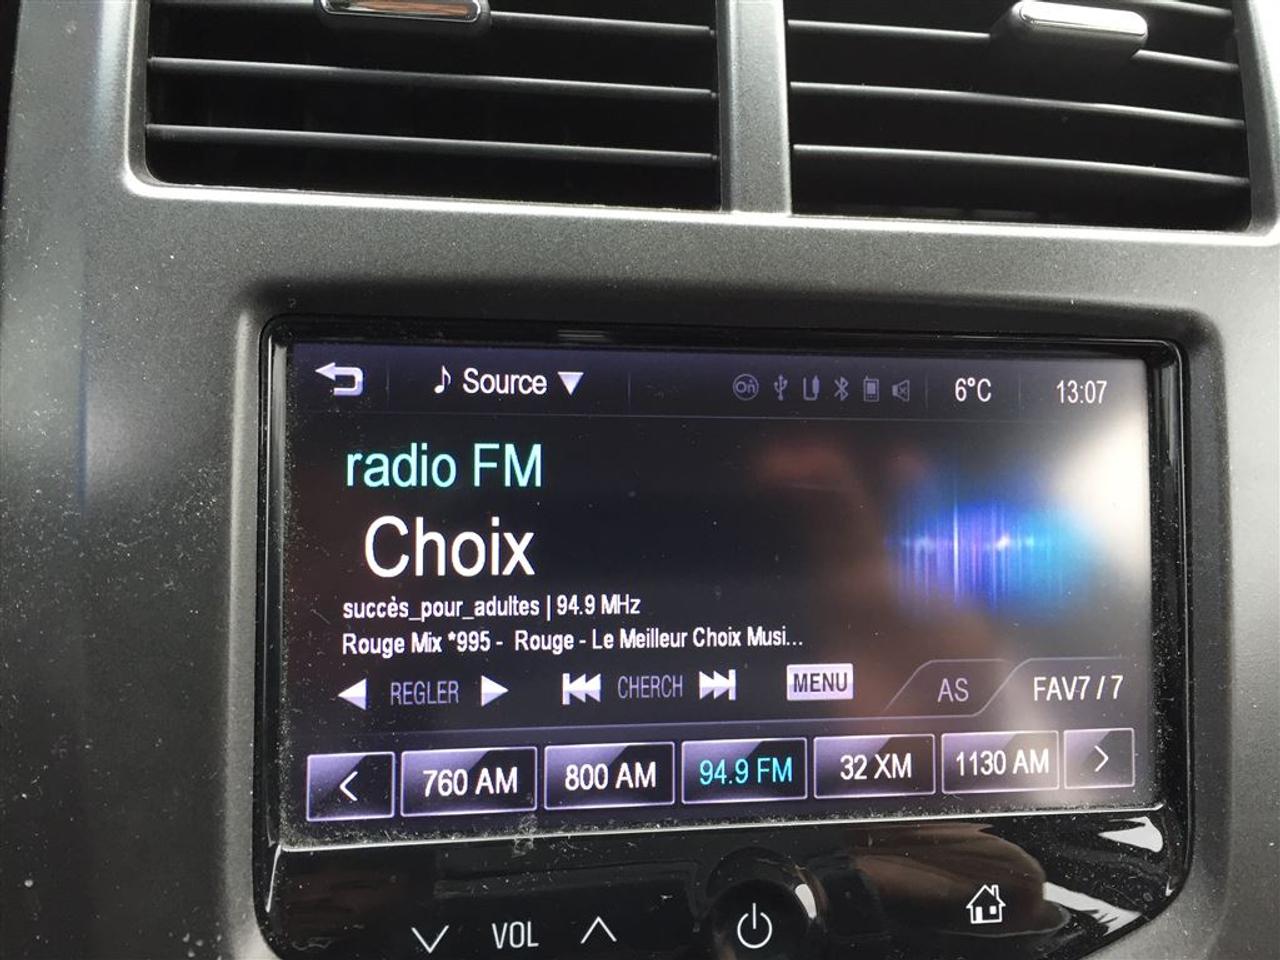 ♪ Source ▼ 6°C 13:07
radio FM
Choix
succès_pour_adultes | 94.9 MHz
Rouge Mix *995 - Rouge - Le Meilleur Choix Musi...
REGLER CHERCH MENU AS FAV7 / 7
760 AM 800 AM 94.9 FM 32 XM 1130 AM
VOL